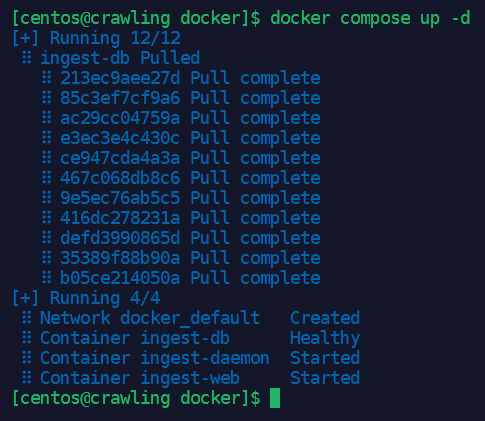 [centos@crawling docker]$ docker compose up -d
[+] Running 12/12
⠿ ingest-db Pulled
⠿ 213ec9aee27d Pull complete
⠿ 85c3ef7cf9a6 Pull complete
⠿ ac29cc04759a Pull complete
⠿ e3ec3e4c430c Pull complete
⠿ ce947cda4a3a Pull complete
⠿ 467c068db8c6 Pull complete
⠿ 9e5ec76ab5c5 Pull complete
⠿ 416dc278231a Pull complete
⠿ defd3990865d Pull complete
⠿ 35389f88b90a Pull complete
⠿ b05ce214050a Pull complete
[+] Running 4/4
⠿ Network docker_default   Created
⠿ Container ingest-db      Healthy
⠿ Container ingest-daemon  Started
⠿ Container ingest-web     Started
[centos@crawling docker]$